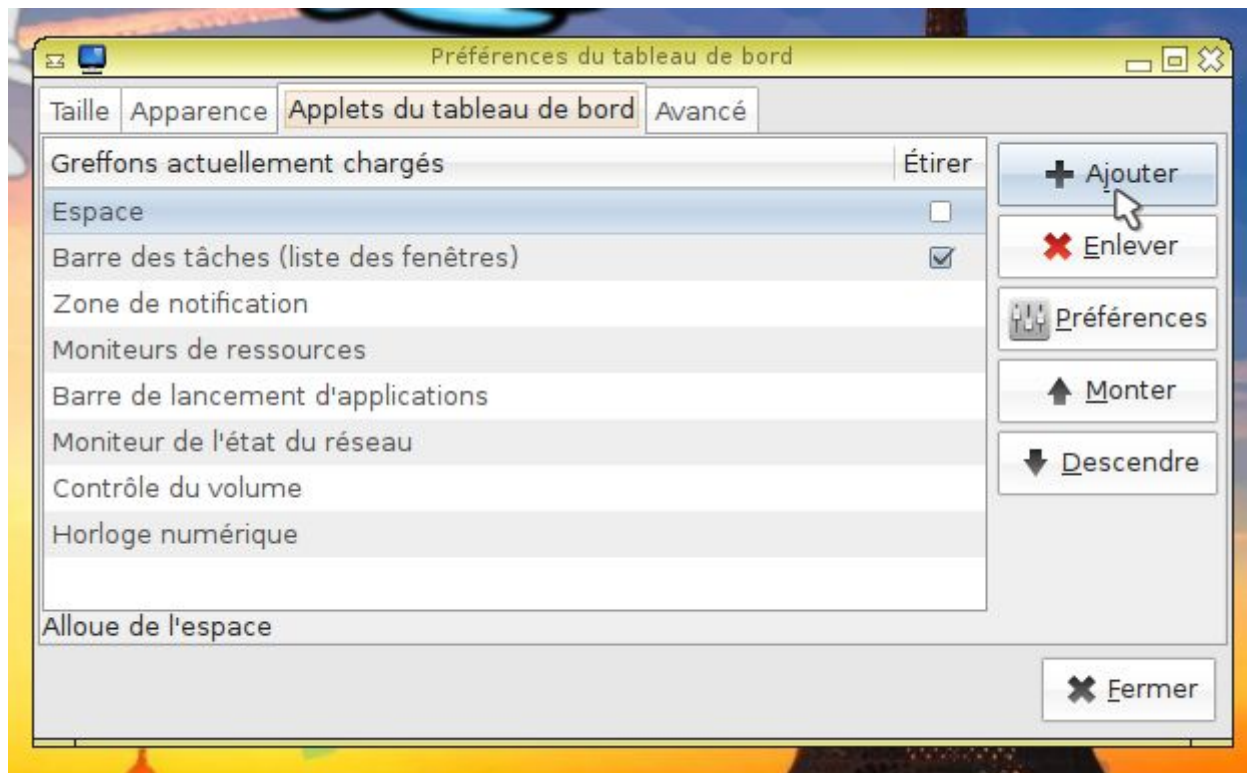 Préférences du tableau de bord
Taille Apparence Applets du tableau de bord Avancé
Greffons actuellement chargés Étirer
Ajouter
Espace
Enlever
Barre des tâches (liste des fenêtres)
Zone de notification
Préférences
Moniteurs de ressources
Barre de lancement d'applications
Monter
Moniteur de l'état du réseau
Descendre
Contrôle du volume
Horloge numérique
Alloue de l'espace
Fermer